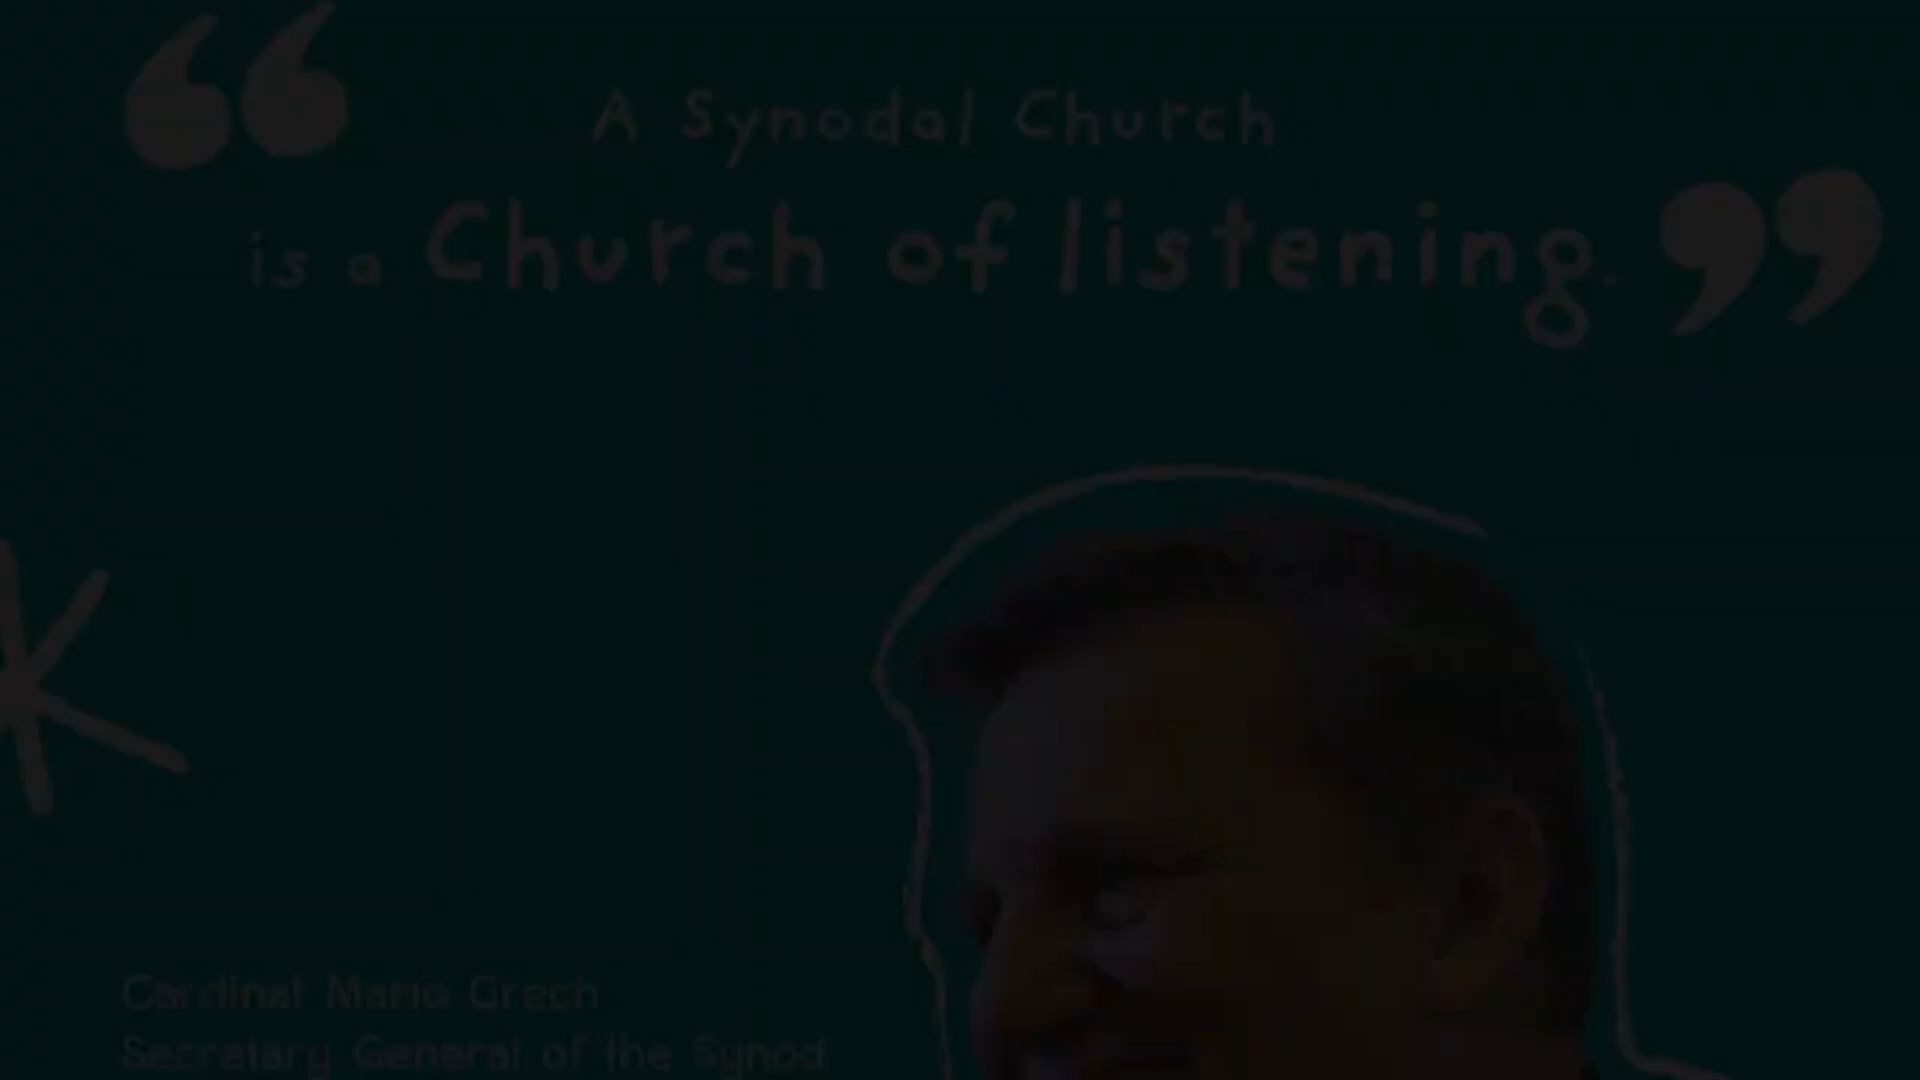 “ A Synodal Church
is a Church of listening. ”
Cardinal Mario Grech
Secretary General of the Synod